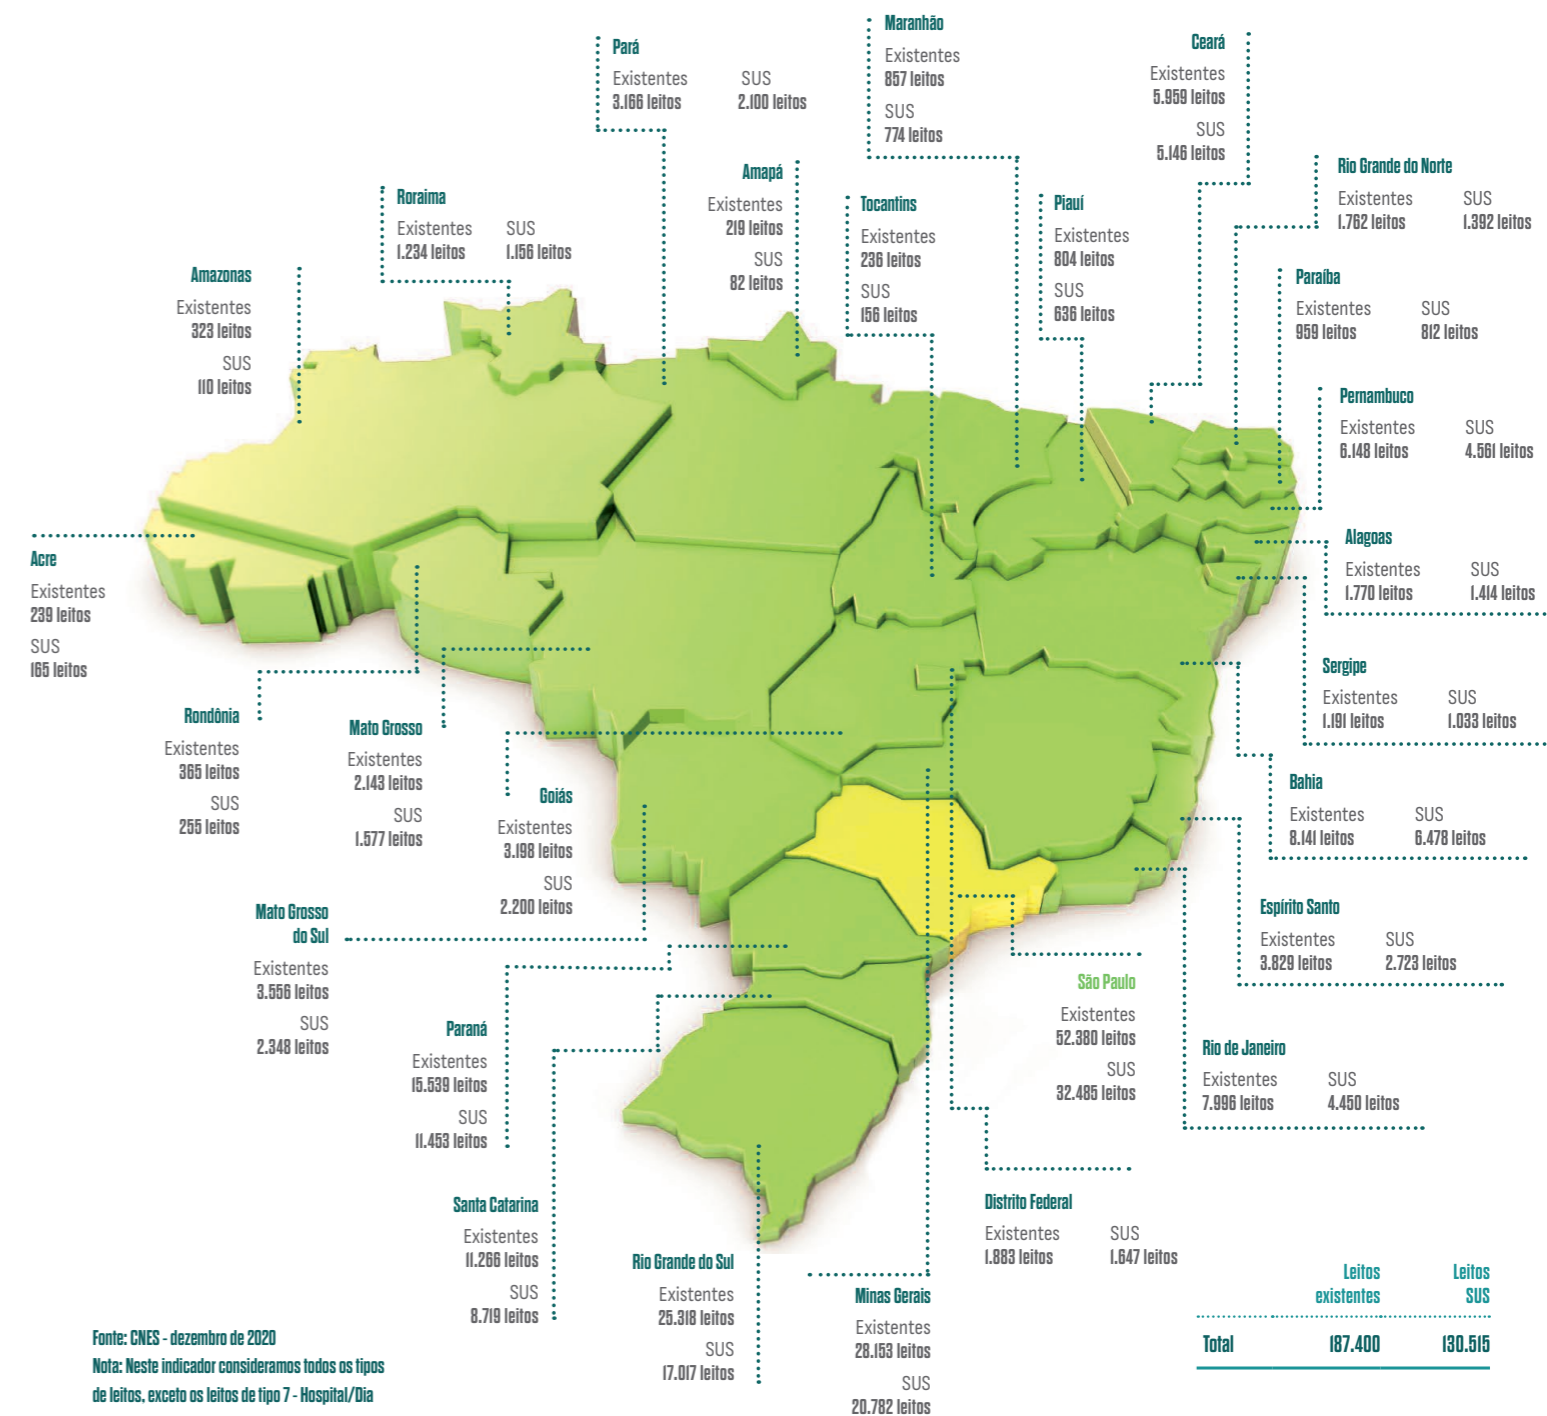 Maranhão
Existentes
857 leitos
SUS
774 leitos
Ceará
Existentes
5.959 leitos
SUS
5.146 leitos
Pará
Existentes SUS
3.166 leitos 2.100 leitos
Rio Grande do Norte
Existentes SUS
1.762 leitos 1.392 leitos
Amapá
Existentes
219 leitos
SUS
82 leitos
Roraima
Existentes SUS
1.234 leitos 1.156 leitos
Tocantins
Existentes
236 leitos
SUS
156 leitos
Piauí
Existentes
804 leitos
SUS
636 leitos
Amazonas
Existentes
323 leitos
SUS
110 leitos
Paraíba
Existentes SUS
959 leitos 812 leitos
Pernambuco
Existentes SUS
6.148 leitos 4.561 leitos
Acre
Existentes
239 leitos
SUS
165 leitos
Alagoas
Existentes SUS
1.770 leitos 1.414 leitos
Sergipe
Existentes SUS
1.191 leitos 1.033 leitos
Rondônia
Existentes
365 leitos
SUS
255 leitos
Mato Grosso
Existentes
2.143 leitos
SUS
1.577 leitos
Goiás
Existentes
3.198 leitos
SUS
2.200 leitos
Bahia
Existentes SUS
8.141 leitos 6.478 leitos
Mato Grosso
do Sul
Existentes
3.556 leitos
SUS
2.348 leitos
Espírito Santo
Existentes SUS
3.829 leitos 2.723 leitos
São Paulo
Existentes
52.380 leitos
SUS
32.485 leitos
Paraná
Existentes
15.539 leitos
SUS
11.453 leitos
Rio de Janeiro
Existentes SUS
7.996 leitos 4.450 leitos
Santa Catarina
Existentes
11.266 leitos
SUS
8.719 leitos
Distrito Federal
Existentes SUS
1.883 leitos 1.647 leitos
Rio Grande do Sul
Existentes
25.318 leitos
SUS
17.017 leitos
Minas Gerais
Existentes
28.153 leitos
SUS
20.782 leitos
Leitos Leitos
existentes SUS
Total 187.400 130.515
Fonte: CNES - dezembro de 2020
Nota: Neste indicador consideramos todos os tipos
de leitos, exceto os leitos de tipo 7 - Hospital/Dia